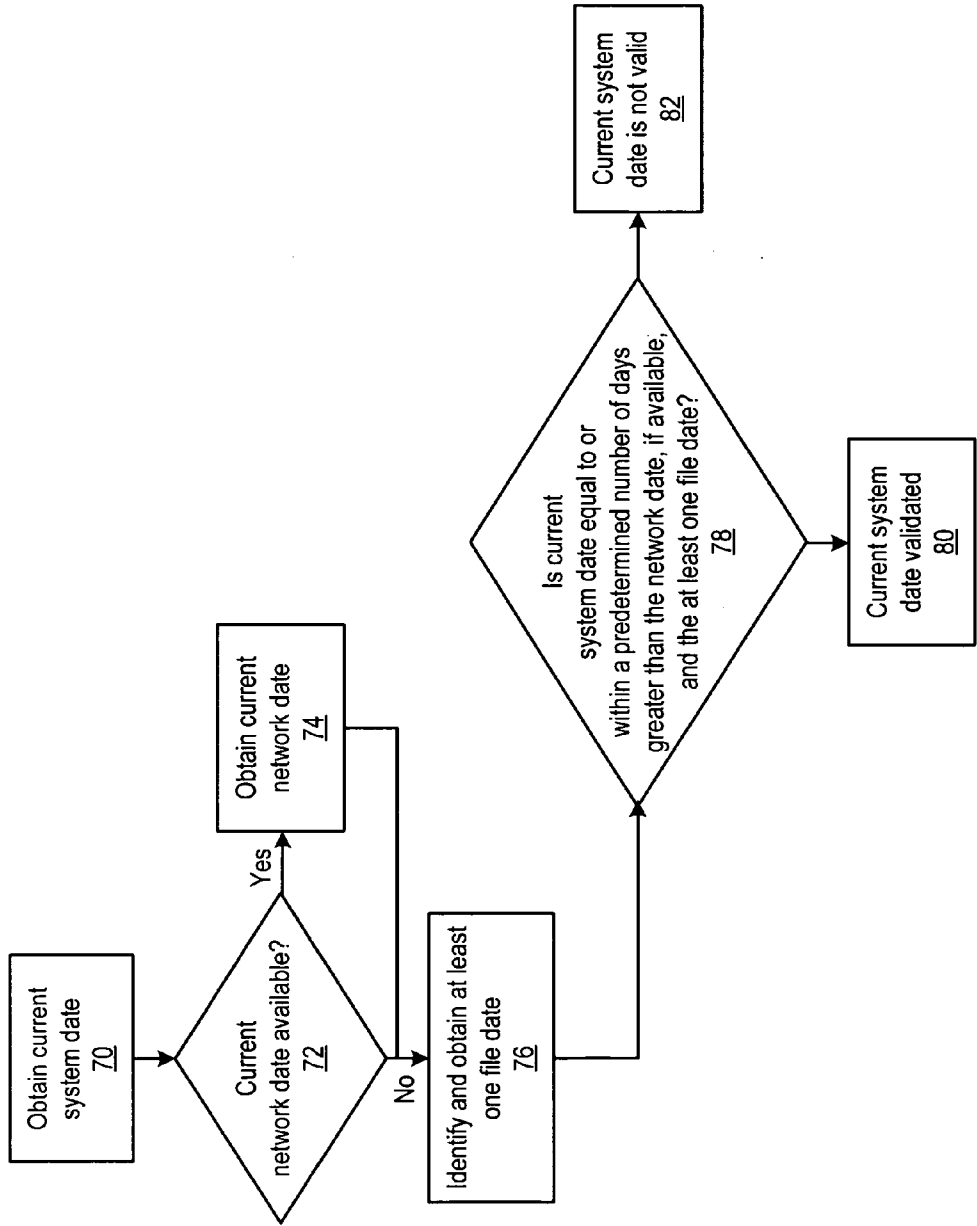 Obtain current
system date
70
Current
network date available?
72
Yes
Obtain current
network date
74
No
Identify and obtain at least
one file date
76
Is current
system date equal to or
within a predetermined number of days
greater than the network date, if available,
and the at least one file date?
78
Current system
date validated
80
Current system
date is not valid
82